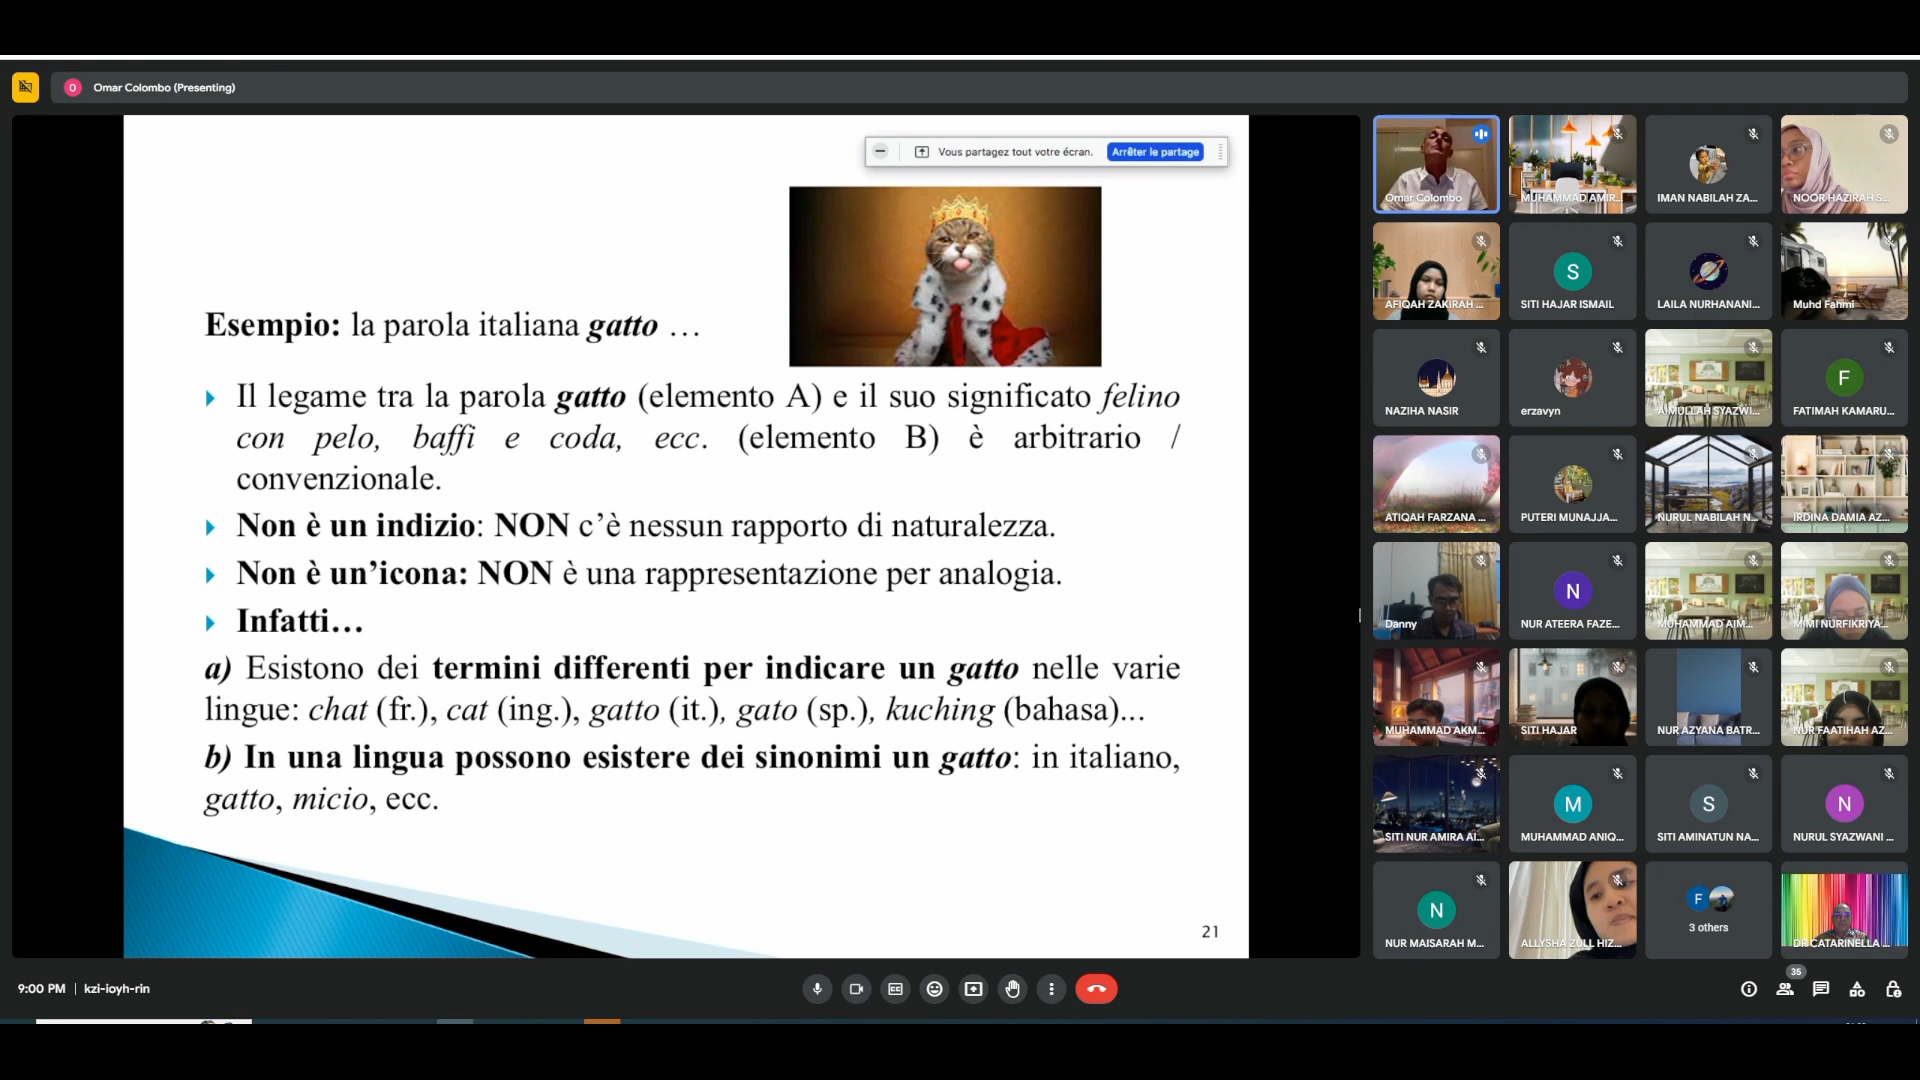 O Omar Colombo (Presenting)
Vous partagez tout votre écran. Arrêter le partage
Esempio: la parola italiana gatto …
Il legame tra la parola gatto (elemento A) e il suo significato felino
con pelo, baffi e coda, ecc. (elemento B) è arbitrario /
convenzionale.
Non è un indizio: NON c’è nessun rapporto di naturalezza.
Non è un’icona: NON è una rappresentazione per analogia.
Infatti…
a) Esistono dei termini differenti per indicare un gatto nelle varie
lingue: chat (fr.), cat (ing.), gatto (it.), gato (sp.), kuching (bahasa)...
b) In una lingua possono esistere dei sinonimi un gatto: in italiano,
gatto, micio, ecc.
21
Omar Colombo
MUHAMMAD AMIR...
IMAN NABILAH ZA...
NOOR HAZIRAH S...
AFIQAH ZAKIRAH ...
S
SITI HAJAR ISMAIL
LAILA NURHANANI...
Muhd Fahmi
NAZIHA NASIR
erzavyn
AIMULLAH SYAZWI...
F
FATIMAH KAMARU...
ATIQAH FARZANA ...
PUTERI MUNAJJA...
NURUL NABILAH N...
IRDINA DAMIA AZ...
Danny
N
NUR ATEERA FAZE...
MUHAMMAD AIM...
MIMI NURFIKRIYA...
MUHAMMAD AKM...
SITI HAJAR
NUR AZYANA BATR...
NUR FAATIHAH AZ...
SITI NUR AMIRA AI...
M
MUHAMMAD ANIQ...
S
SITI AMINATUN NA...
N
NURUL SYAZWANI ...
N
NUR MAISARAH M...
ALLYSHA ZULL HIZ...
F
3 others
DR CATARINELLA ...
9:00 PM | kzi-ioyh-rin
35